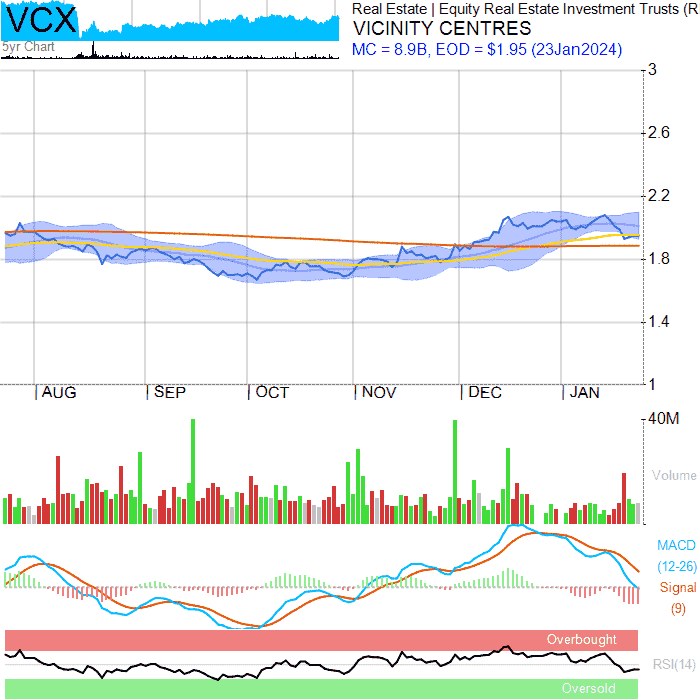 VCX
5yr Chart
Real Estate | Equity Real Estate Investment Trusts (R
VICINITY CENTRES
MC = 8.9B, EOD = $1.95 (23Jan2024)
3
2.6
2.2
1.8
1.4
1
AUG SEP OCT NOV DEC JAN
40M
Volume
MACD
(12-26)
Signal
(9)
Overbought
RSI(14)
Oversold